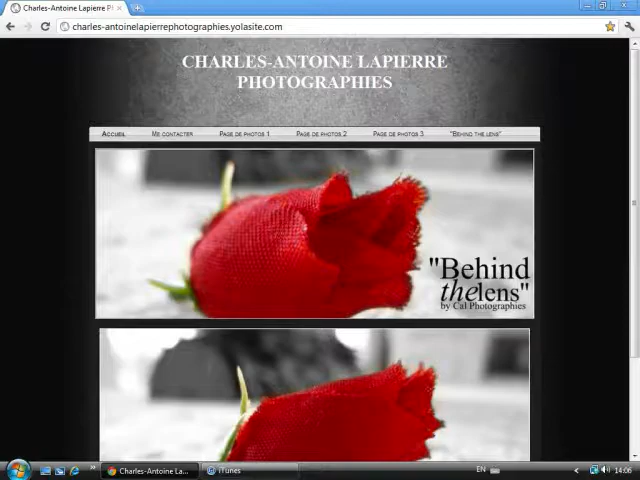 Charles-Antoine Lapierre P
charles-antoinelapierrephotographies.yolasite.com
CHARLES-ANTOINE LAPIERRE
PHOTOGRAPHIES
Accueil Me contacter Page de photos 1 Page de photos 2 Page de photos 3 "Behind the lens"
"Behind
the lens"
by Cal Photographies
Charles-Antoine La... iTunes EN 14:06